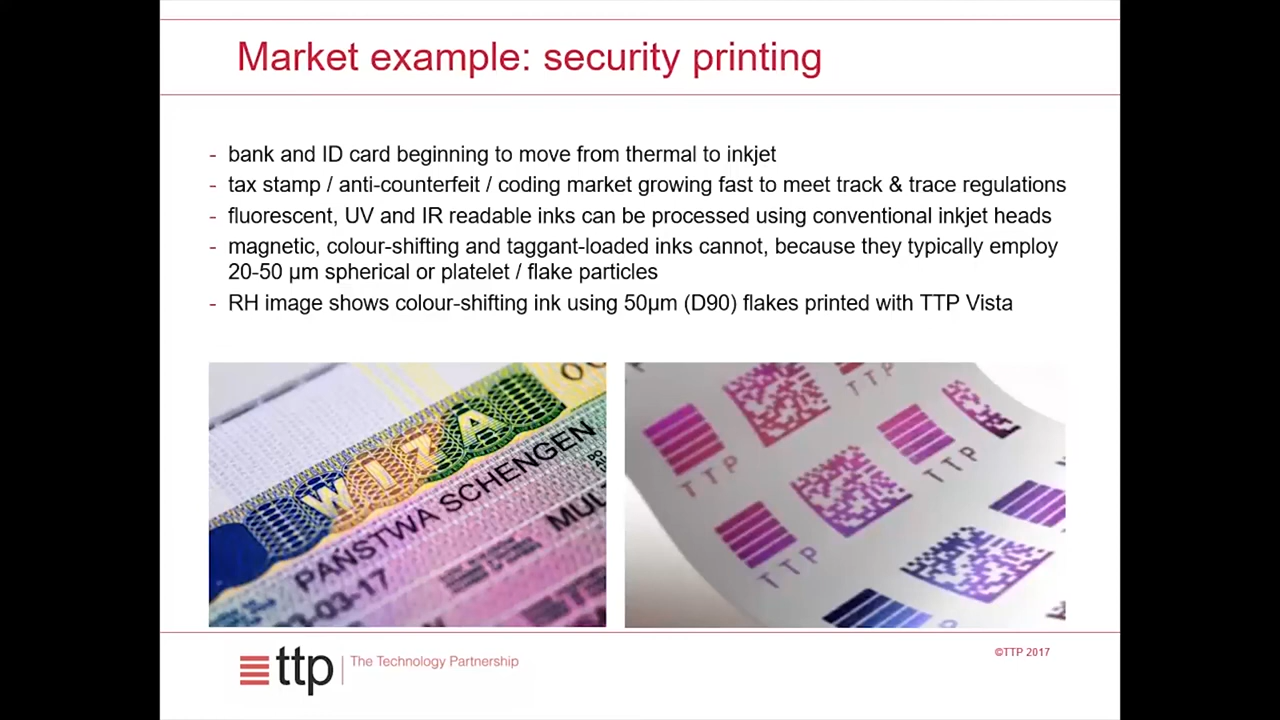 Market example: security printing
- bank and ID card beginning to move from thermal to inkjet
- tax stamp / anti-counterfeit / coding market growing fast to meet track & trace regulations
- fluorescent, UV and IR readable inks can be processed using conventional inkjet heads
- magnetic, colour-shifting and taggant-loaded inks cannot, because they typically employ
20-50 µm spherical or platelet / flake particles
- RH image shows colour-shifting ink using 50µm (D90) flakes printed with TTP Vista
WIZA
PAŃSTWA SCHENGEN
MUL
03-17
TTP
TTP
TTP
TTP
ttp
The Technology Partnership
©TTP 2017